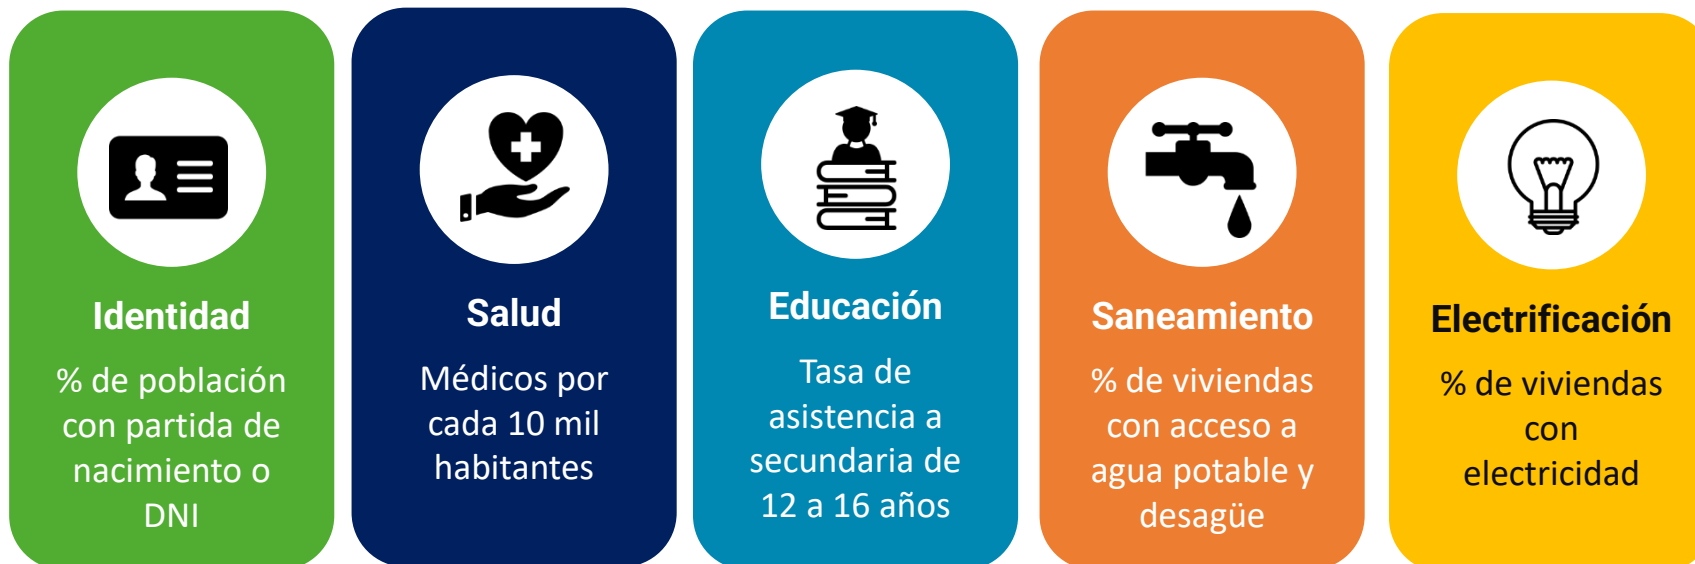 Identidad
% de población
con partida de
nacimiento o
DNI
Salud
Médicos por
cada 10 mil
habitantes
Educación
Tasa de
asistencia a
secundaria de
12 a 16 años
Saneamiento
% de viviendas
con acceso a
agua potable y
desagüe
Electrificación
% de viviendas
con
electricidad